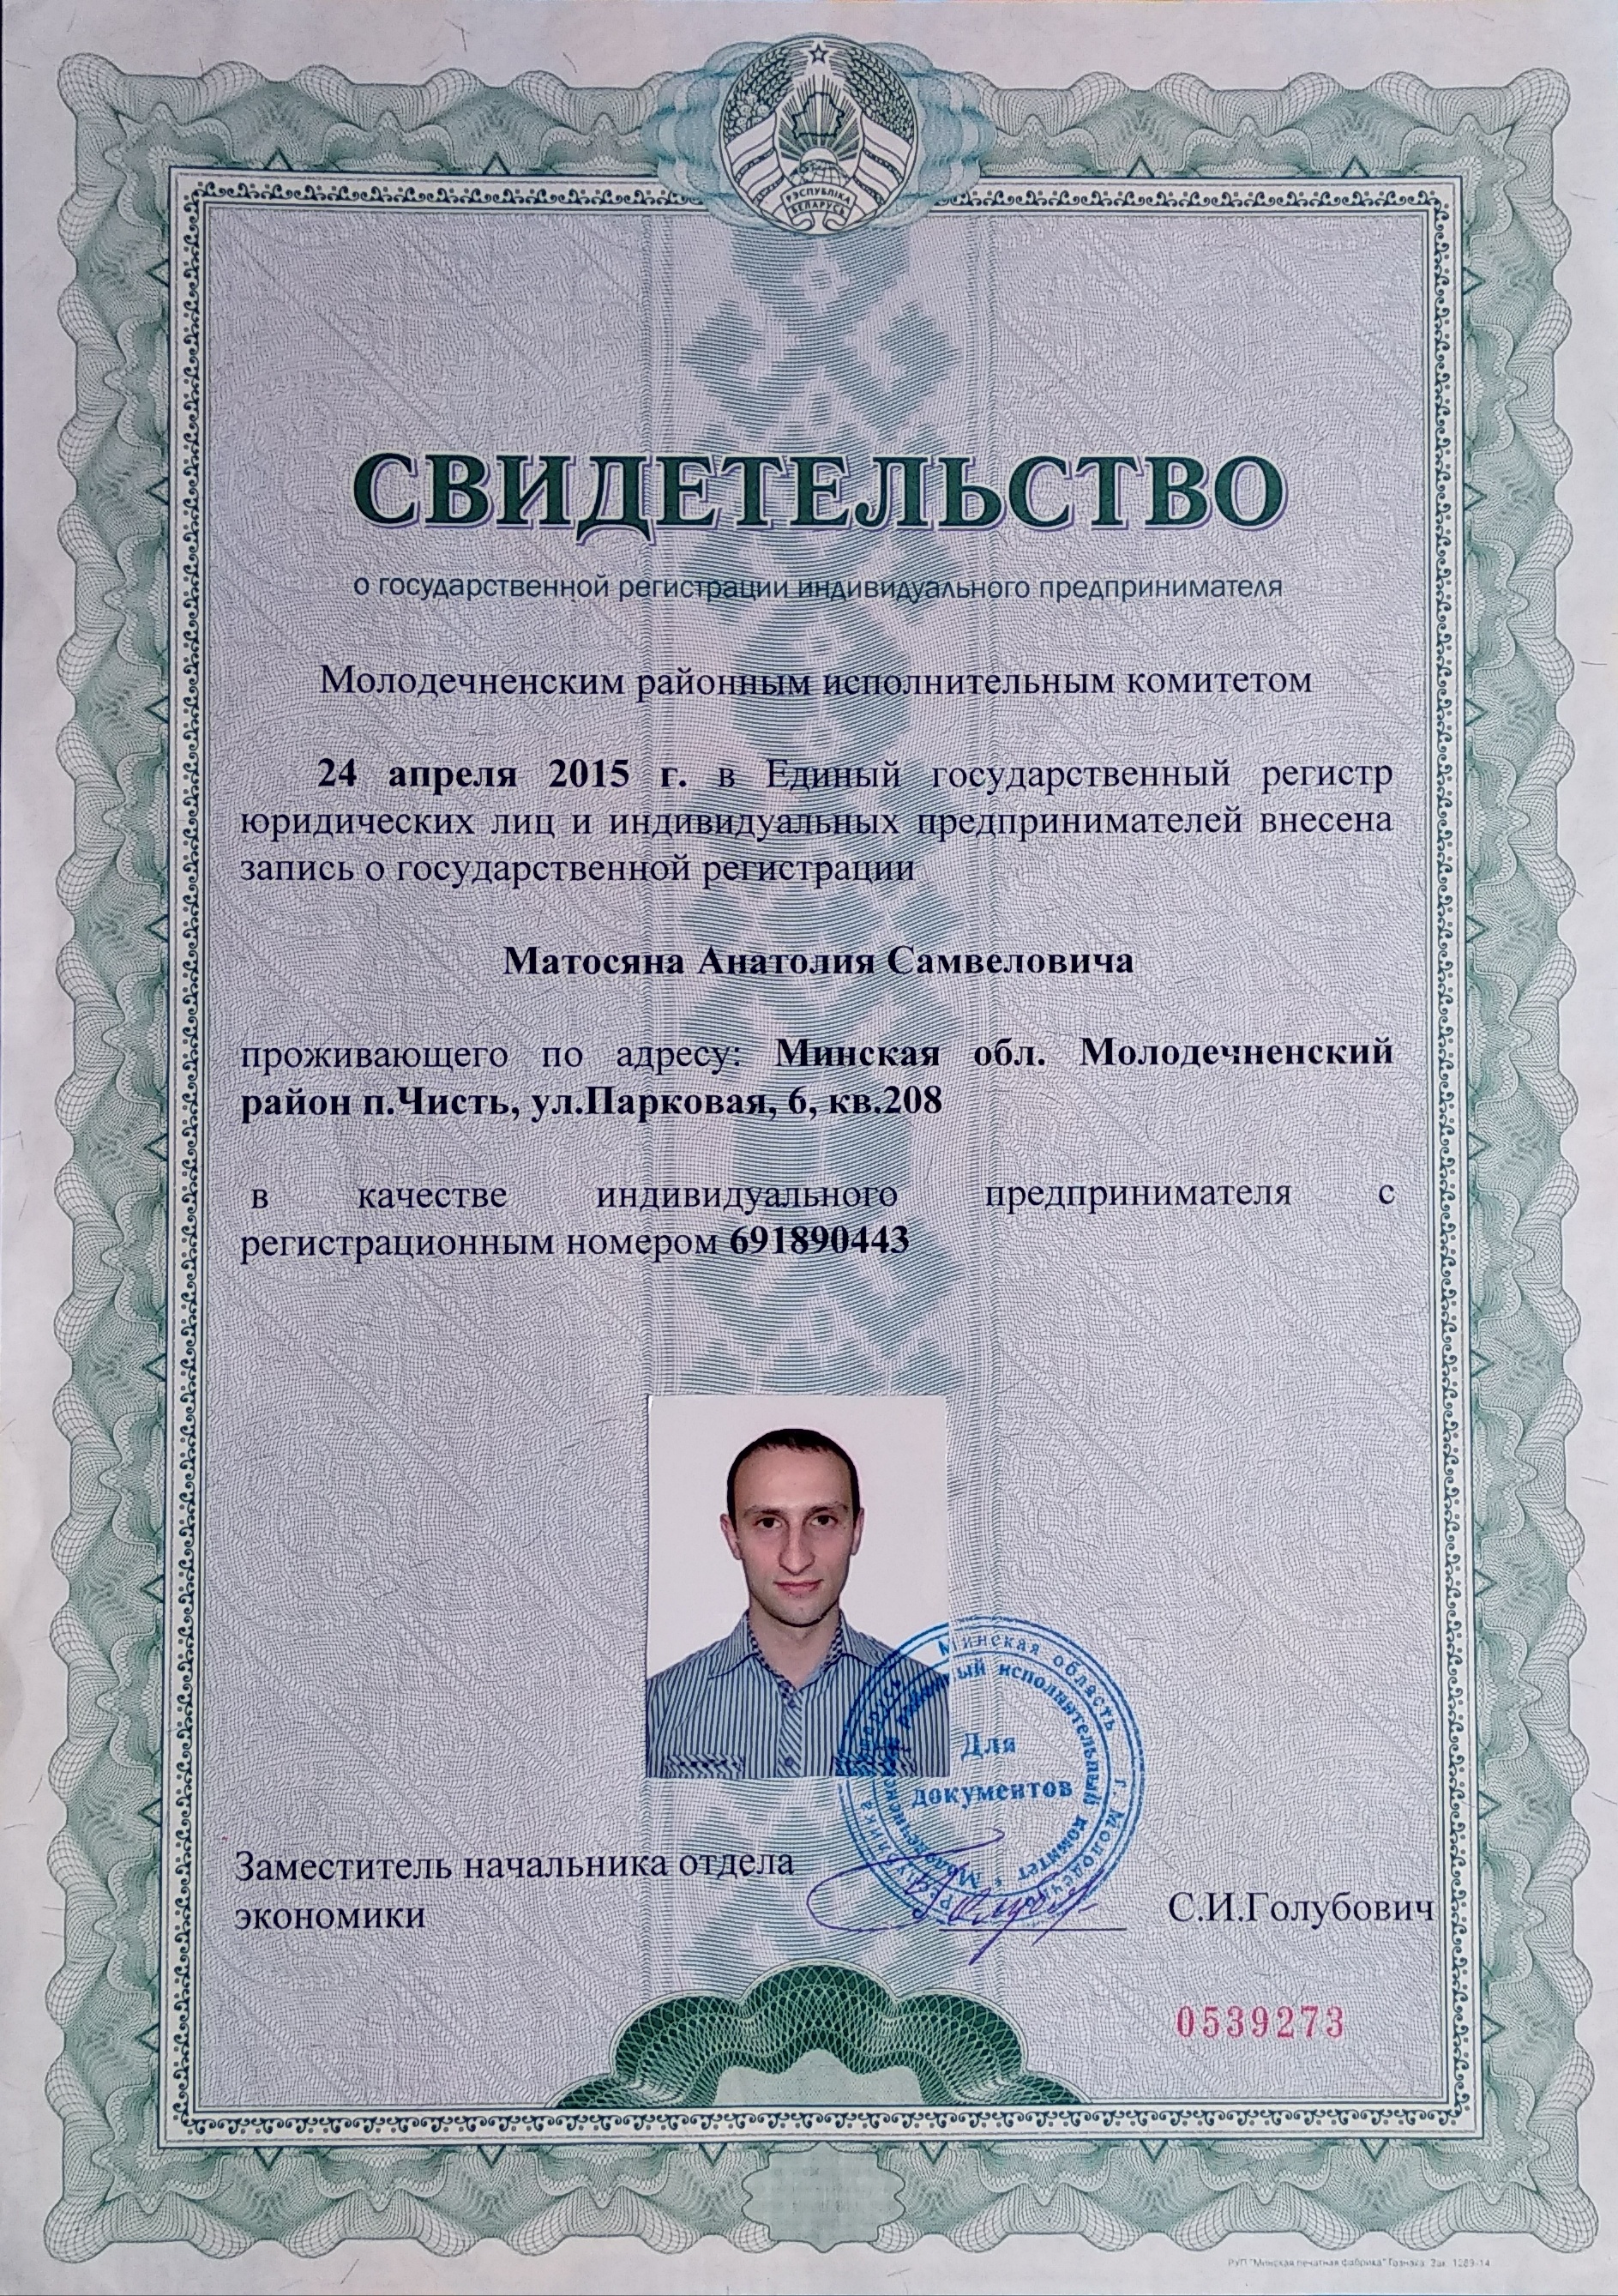 РЭСПУБЛІКА
БЕЛАРУСЬ
СВИДЕТЕЛЬСТВО
о государственной регистрации индивидуального предпринимателя
Молодечненским районным исполнительным комитетом
24 апреля 2015 г. в Единый государственный регистр
юридических лиц и индивидуальных предпринимателей внесена
запись о государственной регистрации
Матосяна Анатолия Самвеловича
проживающего по адресу: Минская обл. Молодечненский
район п.Чисть, ул.Парковая, 6, кв.208
в качестве индивидуального предпринимателя с
регистрационным номером 691890443
Республика Беларусь Минская область г. Молодечно
Молодечненский районный исполнительный комитет
Для
документов
Заместитель начальника отдела
экономики
С.И.Голубович
0539273
РУП "Минская печатная фабрика" Гознака. Зак. 1289-14